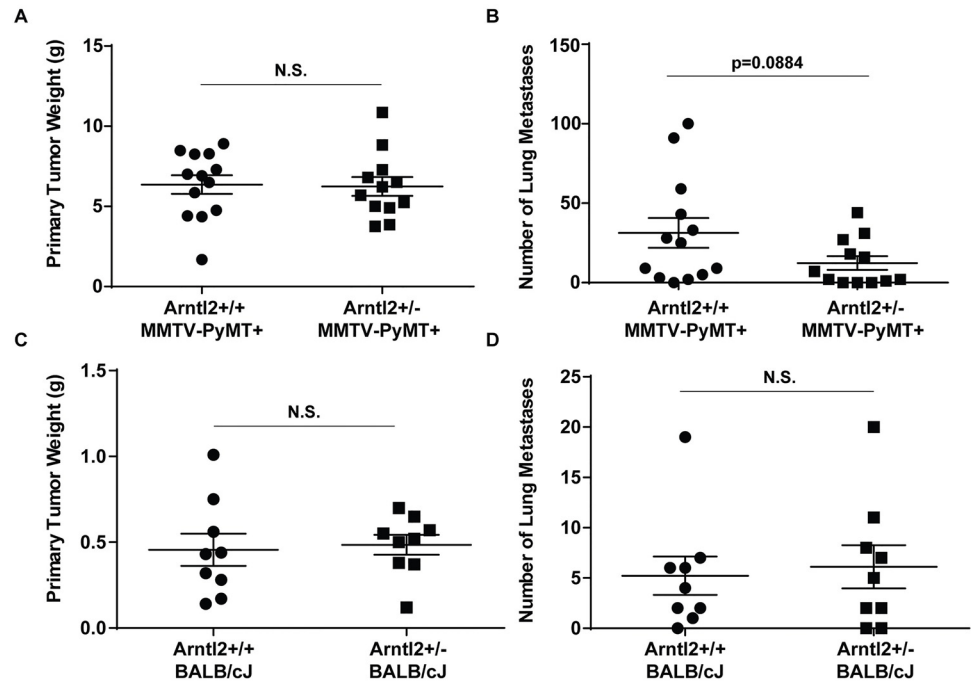 A
Primary Tumor Weight (g)
15
10
5
0
N.S.
Arntl2+/+
MMTV-PyMT+
Arntl2+/-
MMTV-PyMT+
B
Number of Lung Metastases
150
100
50
0
p=0.0884
Arntl2+/+
MMTV-PyMT+
Arntl2+/-
MMTV-PyMT+
C
Primary Tumor Weight (g)
1.5
1.0
0.5
0.0
N.S.
Arntl2+/+
BALB/cJ
Arntl2+/-
BALB/cJ
D
Number of Lung Metastases
25
20
15
10
5
0
N.S.
Arntl2+/+
BALB/cJ
Arntl2+/-
BALB/cJ